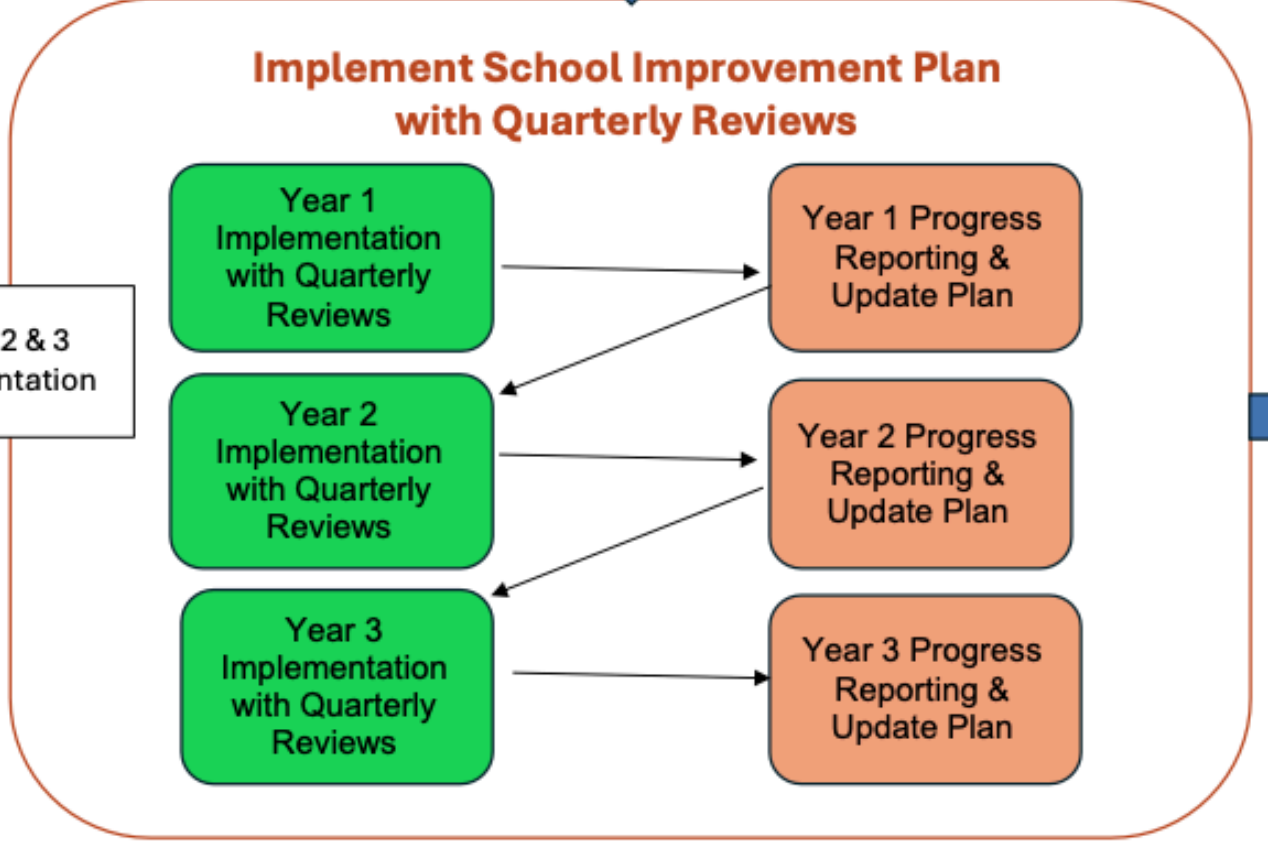 Implement School Improvement Plan
with Quarterly Reviews
Year 1
Implementation
with Quarterly
Reviews
Year 1 Progress
Reporting &
Update Plan
2 & 3
ntation
Year 2
Implementation
with Quarterly
Reviews
Year 2 Progress
Reporting &
Update Plan
Year 3
Implementation
with Quarterly
Reviews
Year 3 Progress
Reporting &
Update Plan